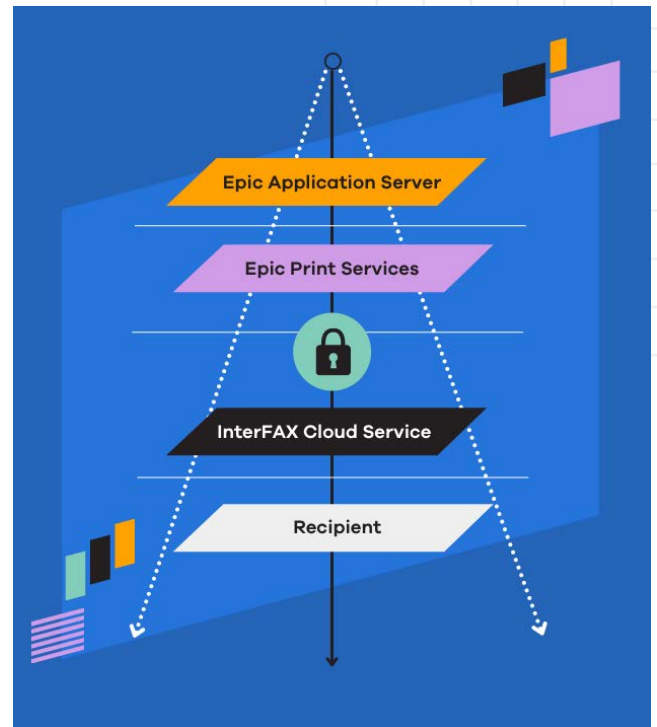 Epic Application Server
Epic Print Services
InterFAX Cloud Service
Recipient